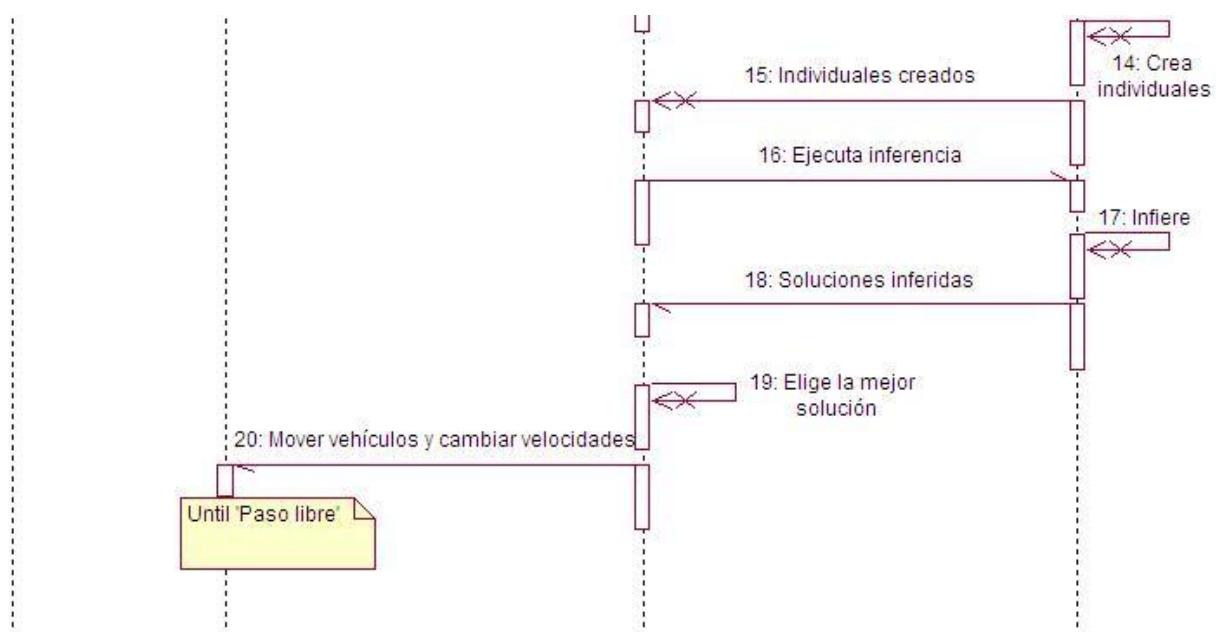 14: Crea
individuales
15: Individuales creados
16: Ejecuta inferencia
17: Infiere
18: Soluciones inferidas
19: Elige la mejor
solución
20: Mover vehículos y cambiar velocidades
Until 'Paso libre'